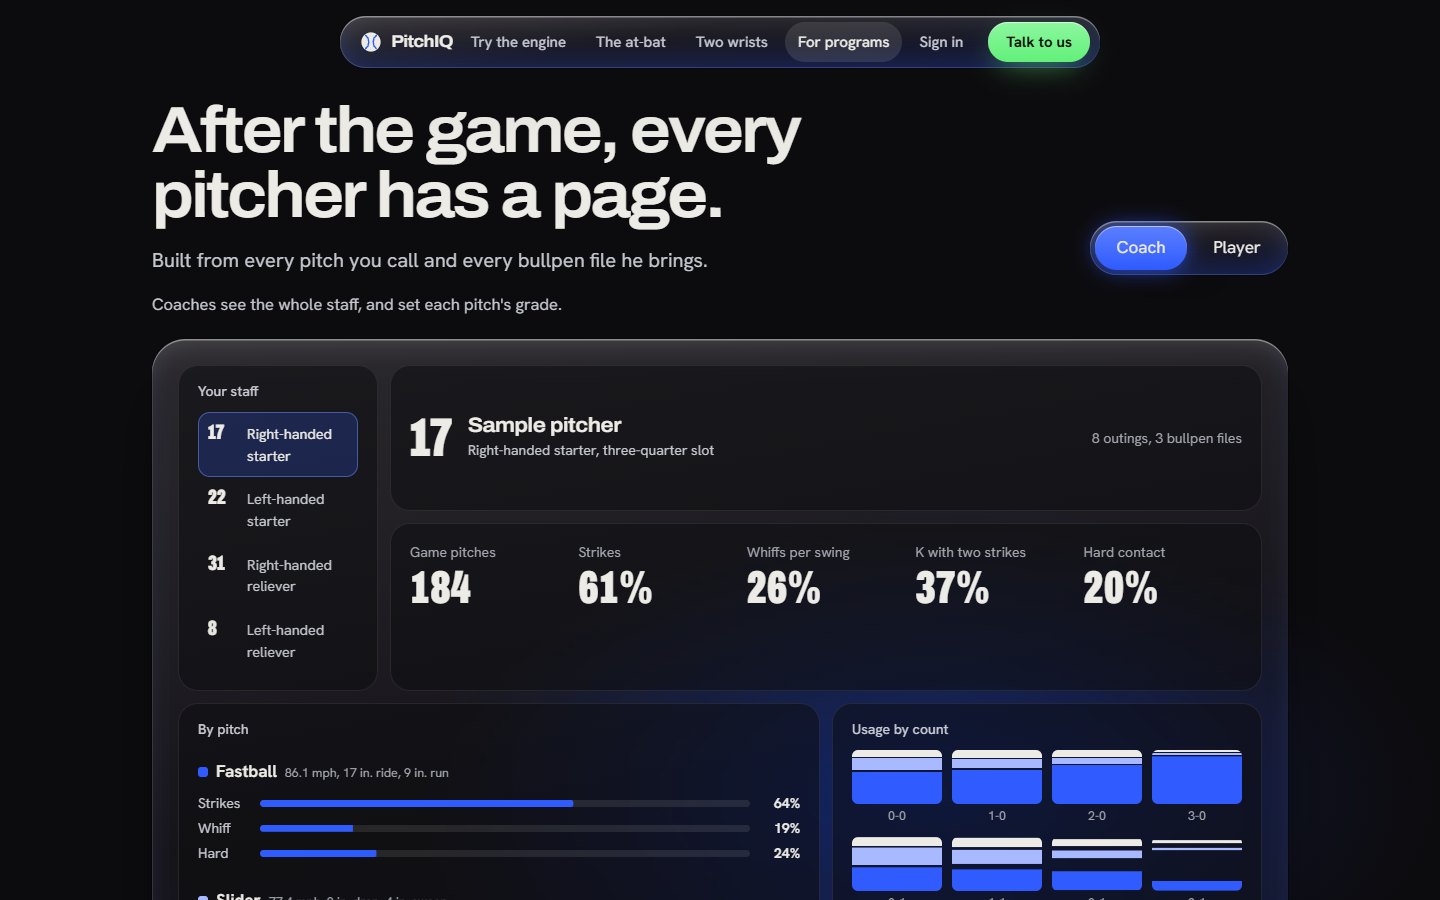 PitchIQ
Try the engine
The at-bat
Two wrists
For programs
Sign in
Talk to us
After the game, every
pitcher has a page.
Built from every pitch you call and every bullpen file he brings.
Coaches see the whole staff, and set each pitch's grade.
Coach
Player
Your staff
17 Right-handed
starter
22 Left-handed
starter
31 Right-handed
reliever
8 Left-handed
reliever
17
Sample pitcher
Right-handed starter, three-quarter slot
8 outings, 3 bullpen files
Game pitches
184
Strikes
61%
Whiffs per swing
26%
K with two strikes
37%
Hard contact
20%
By pitch
Fastball 86.1 mph, 17 in. ride, 9 in. run
Strikes 64%
Whiff 19%
Hard 24%
Slider
Usage by count
0-0
1-0
2-0
3-0